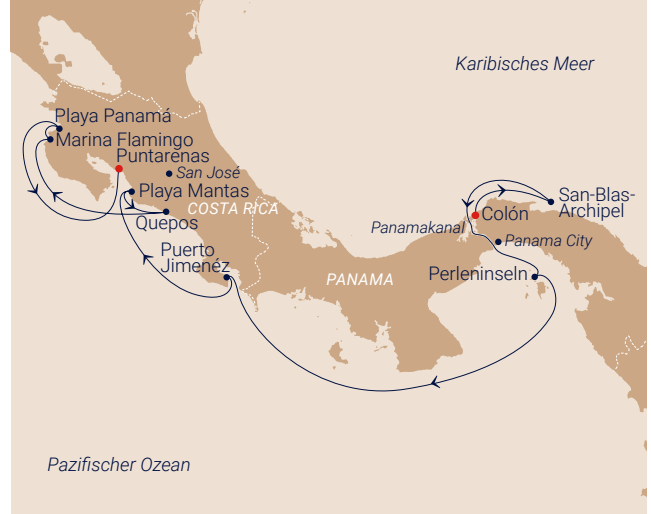 Karibisches Meer
Playa Panamá
Marina Flamingo
Puntarenas
San José
Playa Mantas
COSTA RICA
Quepos
San-Blas-
Archipel
Colón
Panamakanal
Panama City
Puerto
Jimenéz
Perleninseln
PANAMA
Pazifischer Ozean